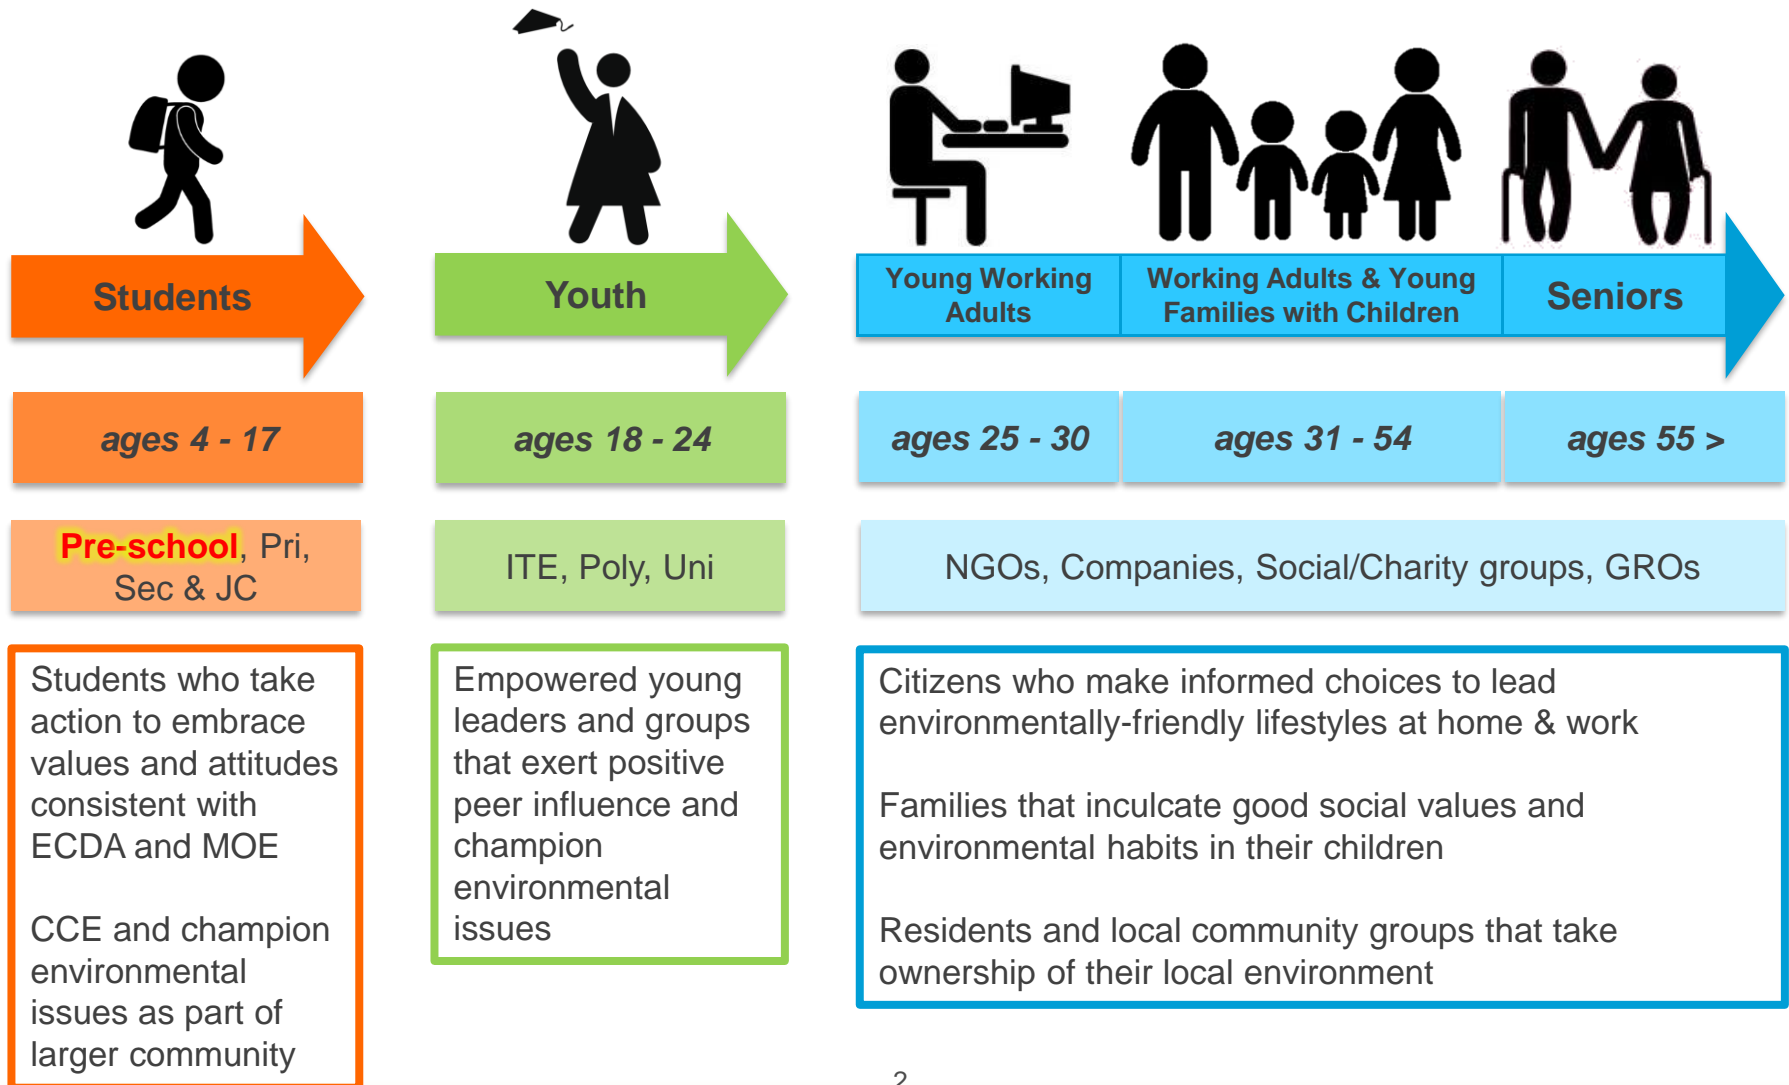 Students
Youth
Young Working
Adults
Working Adults & Young
Families with Children
Seniors
ages 4 - 17
ages 18 - 24
ages 25 - 30
ages 31 - 54
ages 55 >
Pre-school, Pri,
Sec & JC
ITE, Poly, Uni
NGOs, Companies, Social/Charity groups, GROs
Students who take
action to embrace
values and attitudes
consistent with
ECDA and MOE
CCE and champion
environmental
issues as part of
larger community
Empowered young
leaders and groups
that exert positive
peer influence and
champion
environmental
issues
Citizens who make informed choices to lead
environmentally-friendly lifestyles at home & work
Families that inculcate good social values and
environmental habits in their children
Residents and local community groups that take
ownership of their local environment
2